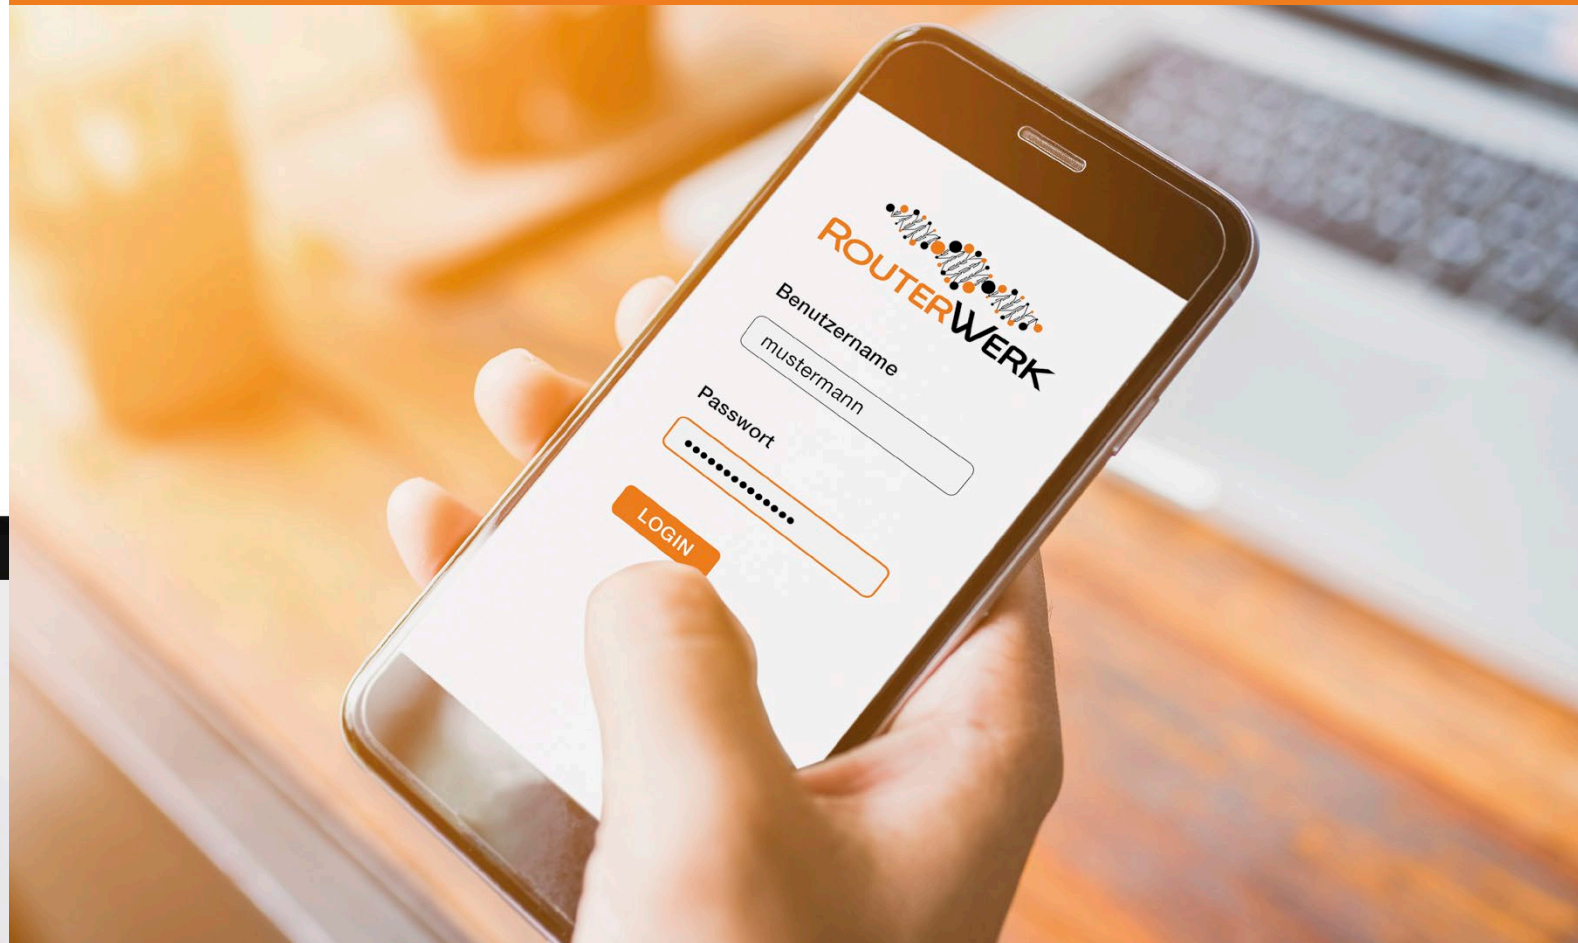 ROUTERWERK
Benutzername
mustermann
Passwort
••••••••••••••
LOGIN